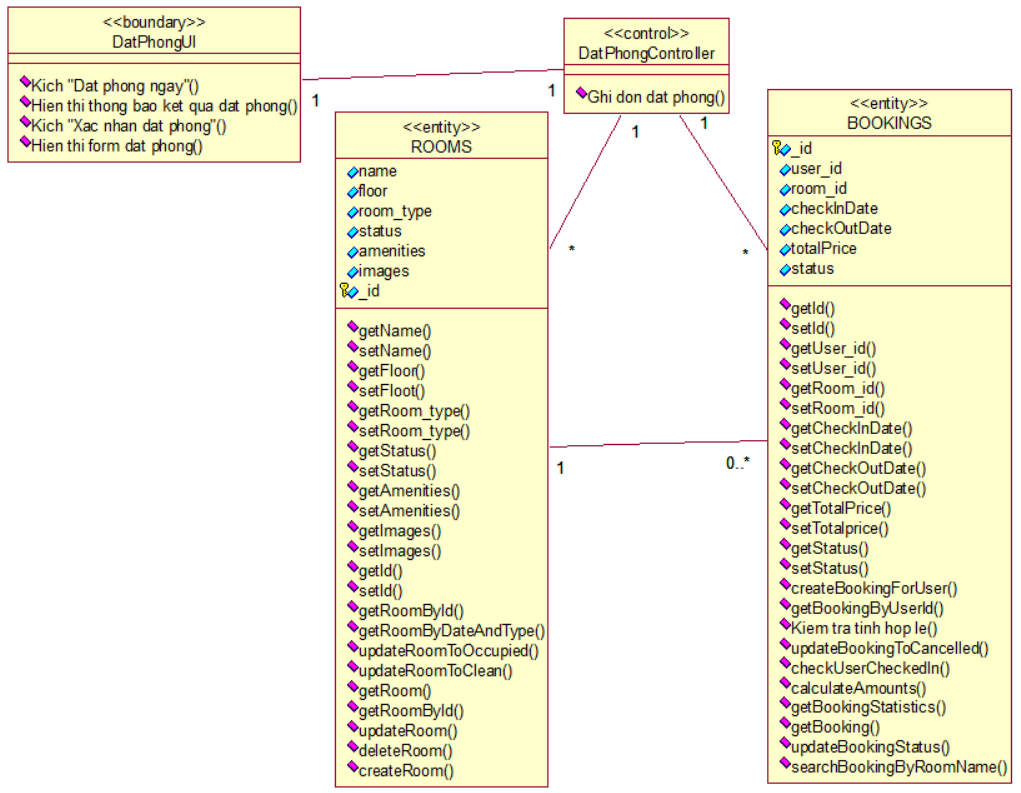 <<boundary>>
DatPhongUI
Kich "Dat phong ngay"()
Hien thi thong bao ket qua dat phong()
Kich "Xac nhan dat phong"()
Hien thi form dat phong()
1
1
<<control>>
DatPhongController
Ghi don dat phong()
1
1
*
*
<<entity>>
ROOMS
name
floor
room_type
status
amenities
images
_id
getName()
setName()
getFloor()
setFloot()
getRoom_type()
setRoom_type()
getStatus()
setStatus()
getAmenities()
setAmenities()
getImages()
setImages()
getId()
setId()
getRoomById()
getRoomByDateAndType()
updateRoomToOccupied()
updateRoomToClean()
getRoom()
getRoomById()
updateRoom()
deleteRoom()
createRoom()
1
0..*
<<entity>>
BOOKINGS
_id
user_id
room_id
checkInDate
checkOutDate
totalPrice
status
getId()
setId()
getUser_id()
setUser_id()
getRoom_id()
setRoom_id()
getCheckInDate()
setCheckInDate()
getCheckOutDate()
setCheckOutDate()
getTotalPrice()
setTotalprice()
getStatus()
setStatus()
createBookingForUser()
getBookingByUserId()
Kiem tra tinh hop le()
updateBookingToCancelled()
checkUserCheckedIn()
calculateAmounts()
getBookingStatistics()
getBooking()
updateBookingStatus()
searchBookingByRoomName()